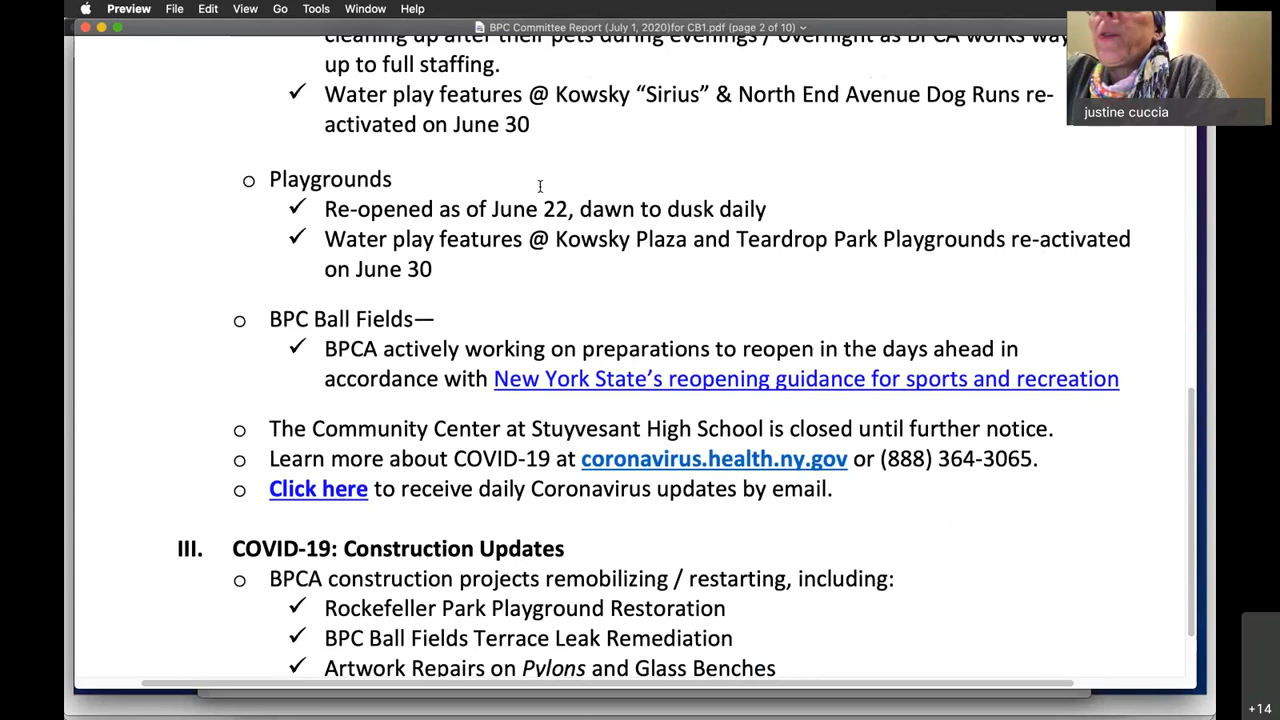 Preview File Edit View Go Tools Window Help
BPC Committee Report (July 1, 2020)for CB1.pdf (page 2 of 10)
cleaning up after their pets during evenings / overnight as BPCA works way
up to full staffing.
✓ Water play features @ Kowsky “Sirius” & North End Avenue Dog Runs re-
activated on June 30
justine cuccia
o Playgrounds
✓ Re-opened as of June 22, dawn to dusk daily
✓ Water play features @ Kowsky Plaza and Teardrop Park Playgrounds re-activated
on June 30
o BPC Ball Fields—
✓ BPCA actively working on preparations to reopen in the days ahead in
accordance with New York State’s reopening guidance for sports and recreation
o The Community Center at Stuyvesant High School is closed until further notice.
o Learn more about COVID-19 at coronavirus.health.ny.gov or (888) 364-3065.
o Click here to receive daily Coronavirus updates by email.
III. COVID-19: Construction Updates
o BPCA construction projects remobilizing / restarting, including:
✓ Rockefeller Park Playground Restoration
✓ BPC Ball Fields Terrace Leak Remediation
✓ Artwork Repairs on Pylons and Glass Benches
+14